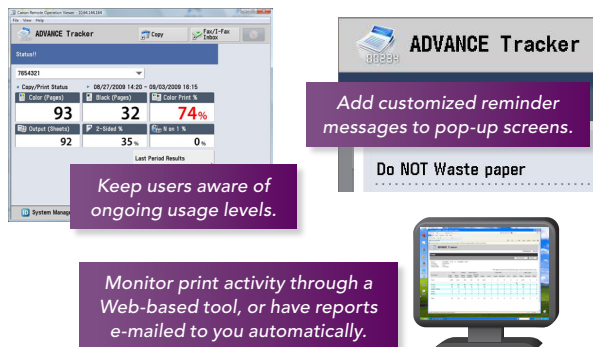 Canon Remote Operation Viewer
File View Help
ADVANCE Tracker
Copy
Fax/I-Fax
Inbox
Status!!
7654321
Copy/Print Status
08/27/2009 14:20 ~ 09/03/2009 16:15
Color (Pages)
Black (Pages)
Color Print %
93
32
74%
Output (Sheets)
2-Sided %
N on 1 %
92
35%
0%
Last Period Results
System Manag
Keep users aware of
ongoing usage levels.
ADVANCE Tracker
00234
Add customized reminder
messages to pop-up screens.
Do NOT Waste paper
Monitor print activity through a
Web-based tool, or have reports
e-mailed to you automatically.